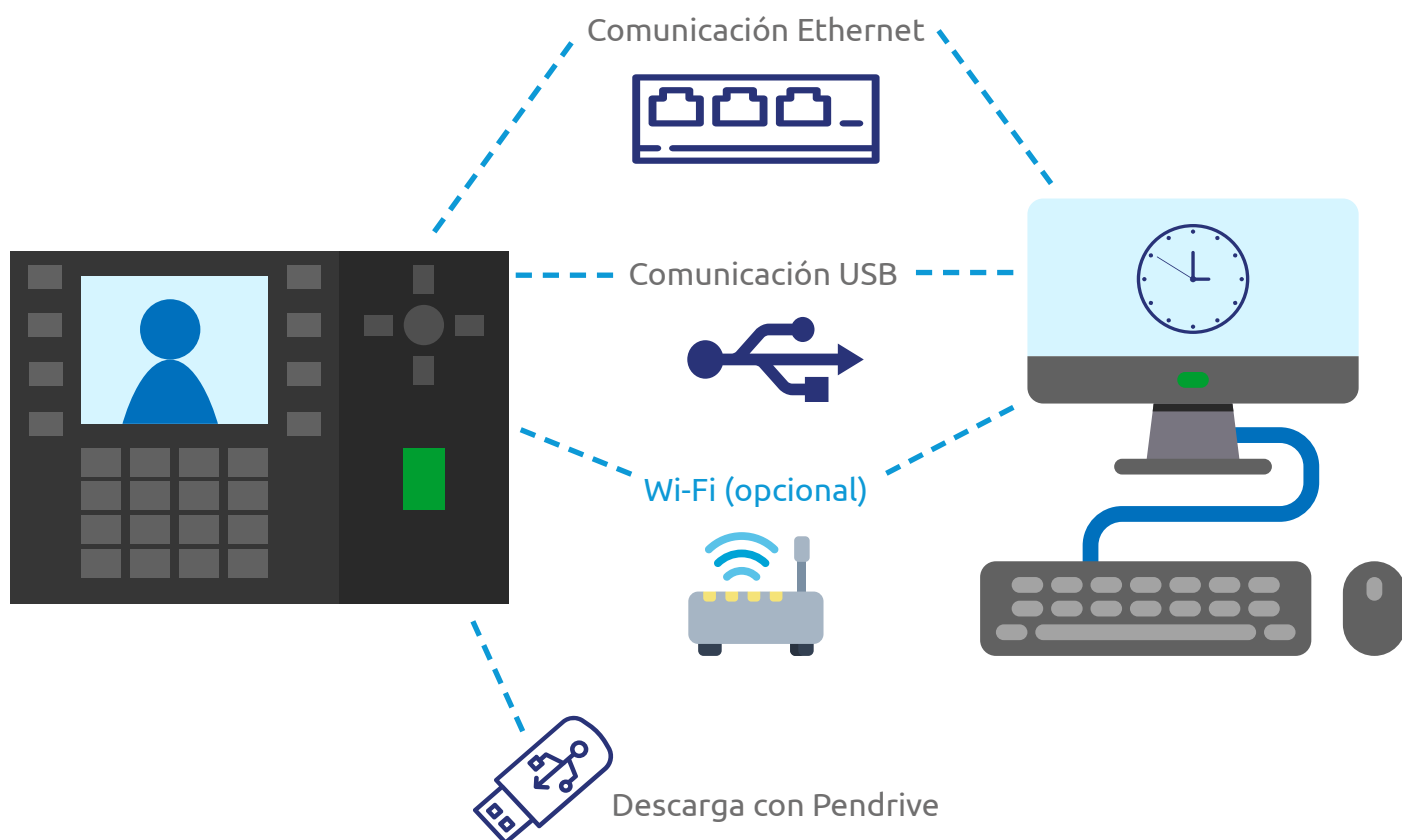 Comunicación Ethernet
Comunicación USB
Wi-Fi (opcional)
Descarga con Pendrive